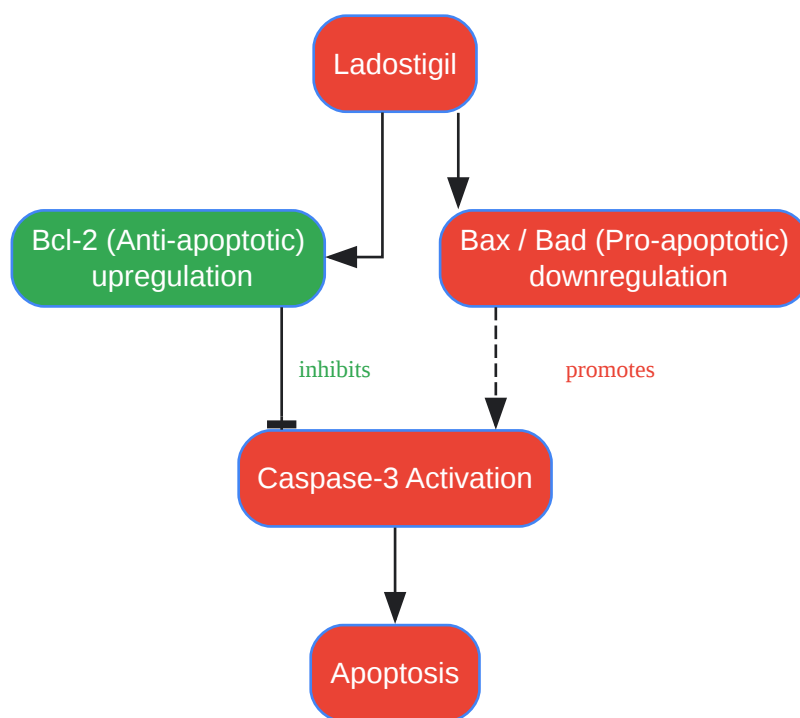 Ladostigil
Bcl-2 (Anti-apoptotic)
upregulation
Bax / Bad (Pro-apoptotic)
downregulation
inhibits
promotes
Caspase-3 Activation
Apoptosis